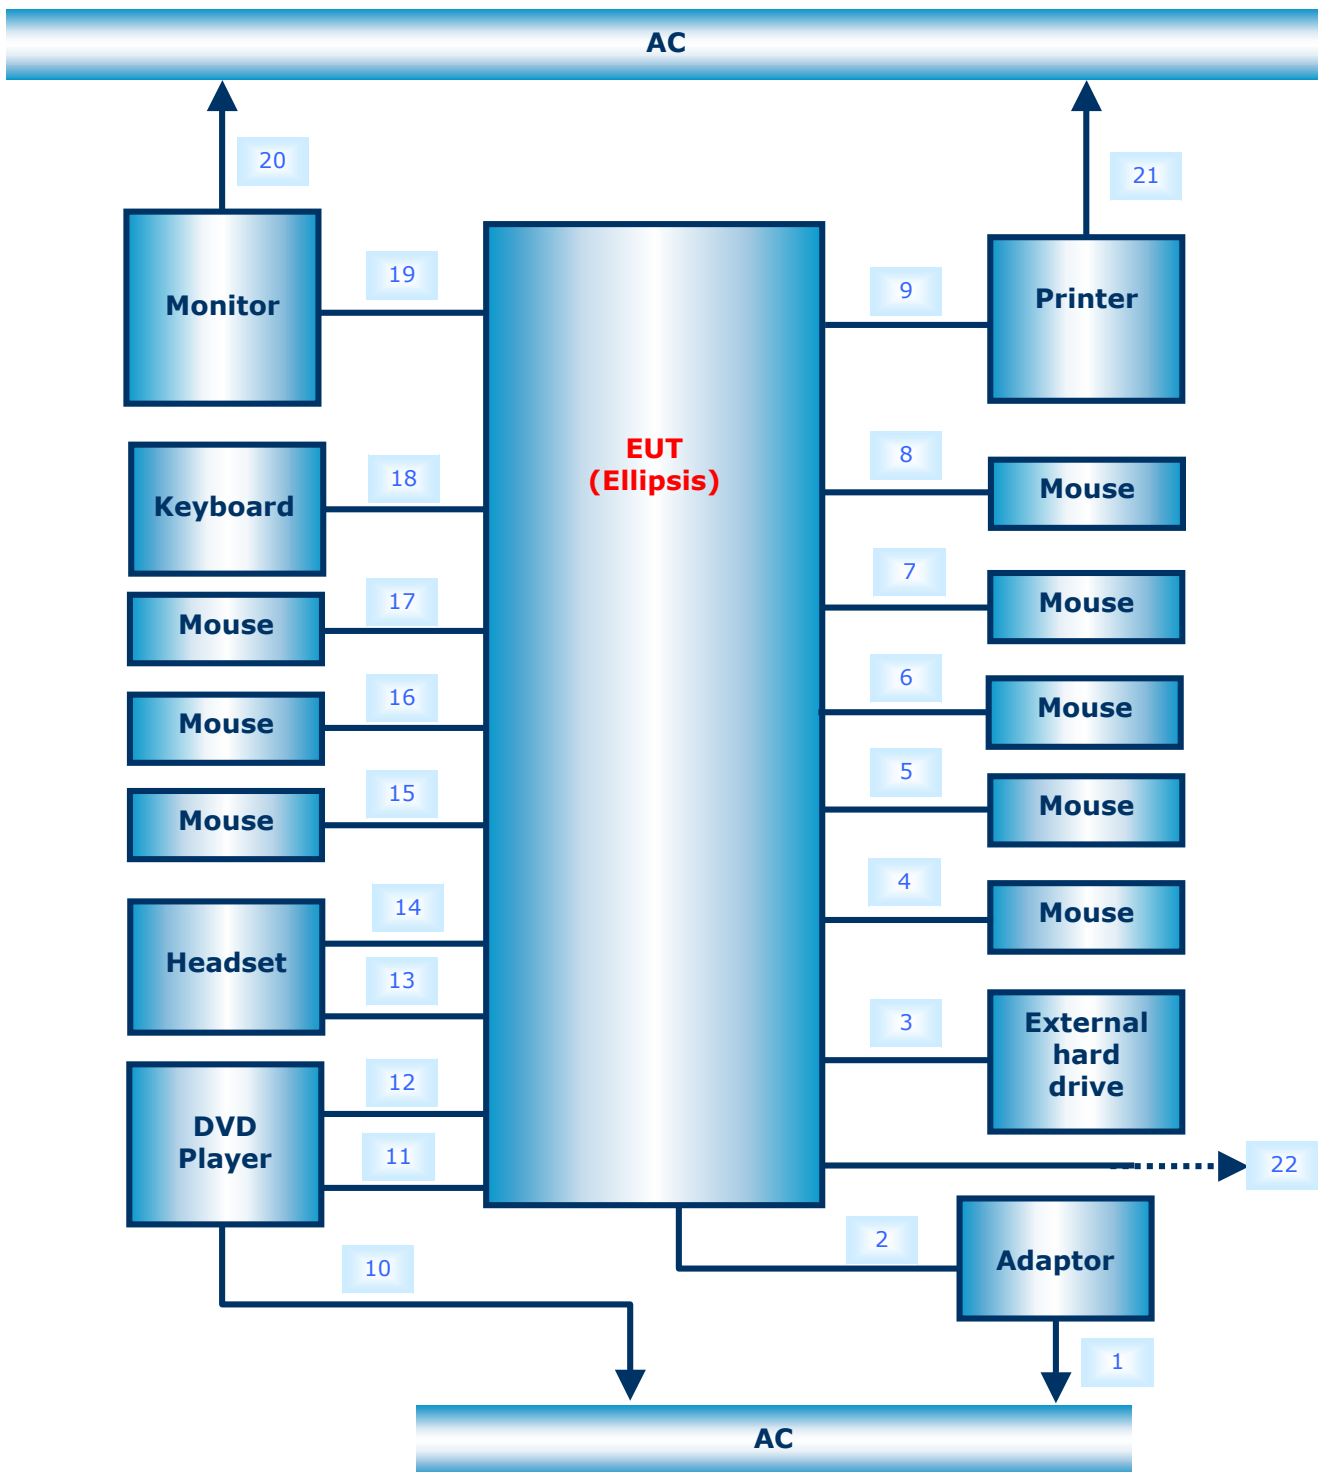 AC
20
21
Monitor
19
9
Printer
EUT
(Ellipsis)
Keyboard
18
8
Mouse
Mouse
17
7
Mouse
Mouse
16
6
Mouse
Mouse
15
5
Mouse
Headset
14
4
Mouse
13
3
External
hard
drive
DVD
Player
12
11
22
10
2
Adaptor
1
AC